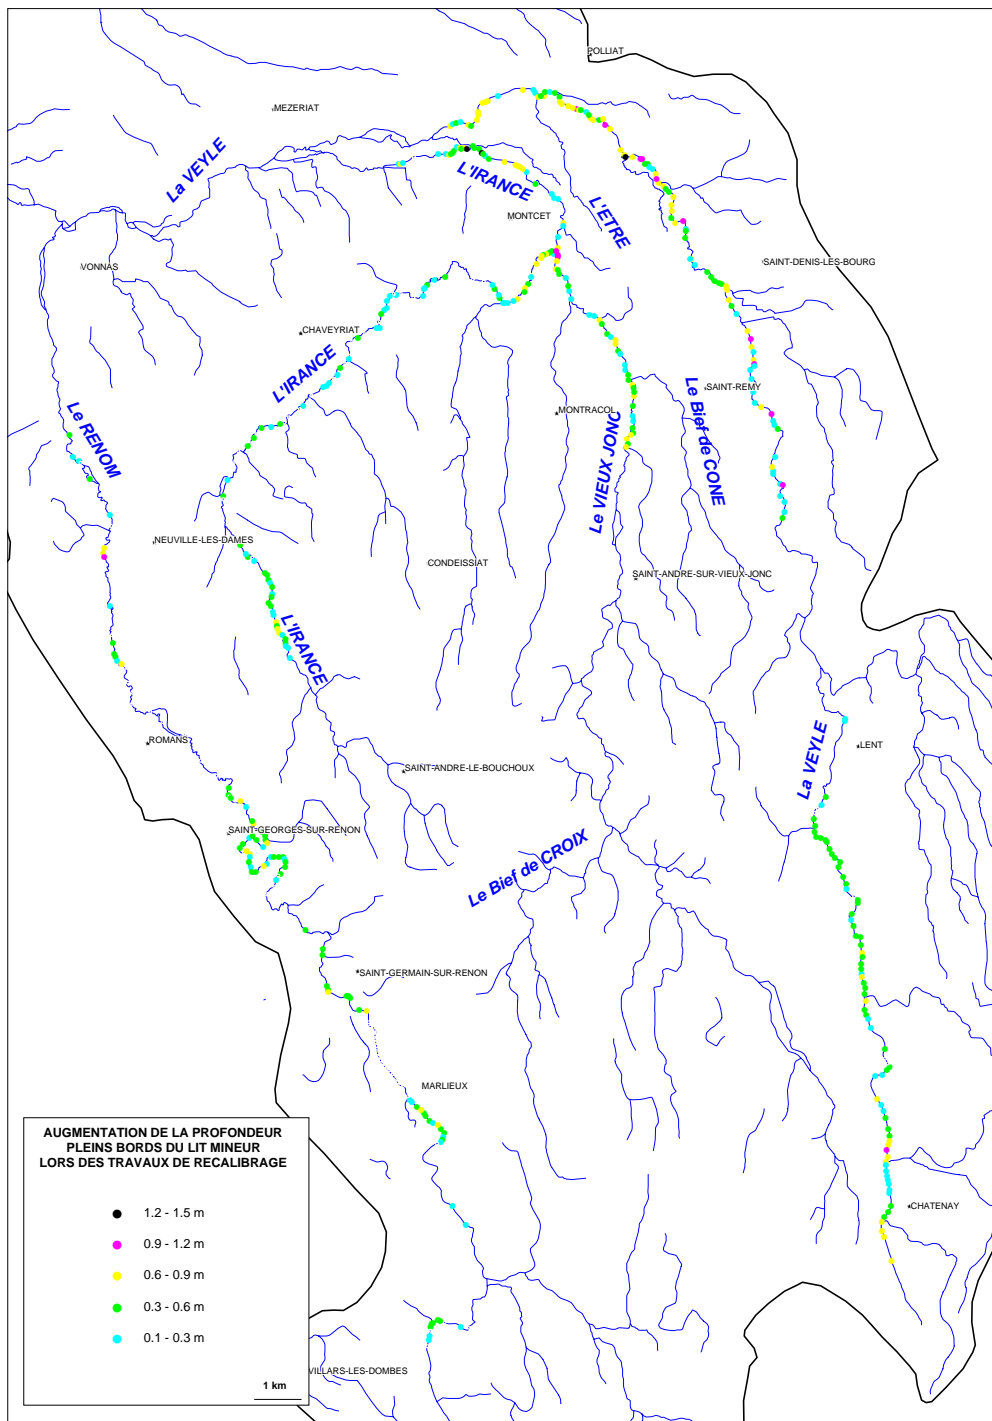 POLLIAT
MEZERIAT
La VEYLE
L'IRANCE
L'ETRE
MONTCET
VONNAS
SAINT-DENIS-LES-BOURG
CHAVEYRIAT
L'IRANCE
SAINT-REMY
Le RENOM
MONTRACOL
Le VIEUX JONC
Le Bief de CONE
NEUVILLE-LES-DAMES
CONDEISSIAT
SAINT-ANDRE-SUR-VIEUX-JONC
L'IRANCE
ROMANS
LENT
La VEYLE
SAINT-ANDRE-LE-BOUCHOUX
SAINT-GEORGES-SUR-RENON
Le Bief de CROIX
SAINT-GERMAIN-SUR-RENON
MARLIEUX
CHATENAY
AUGMENTATION DE LA PROFONDEUR
PLEINS BORDS DU LIT MINEUR
LORS DES TRAVAUX DE RECALIBRAGE
1.2 - 1.5 m
0.9 - 1.2 m
0.6 - 0.9 m
0.3 - 0.6 m
0.1 - 0.3 m
1 km
VILLARS-LES-DOMBES